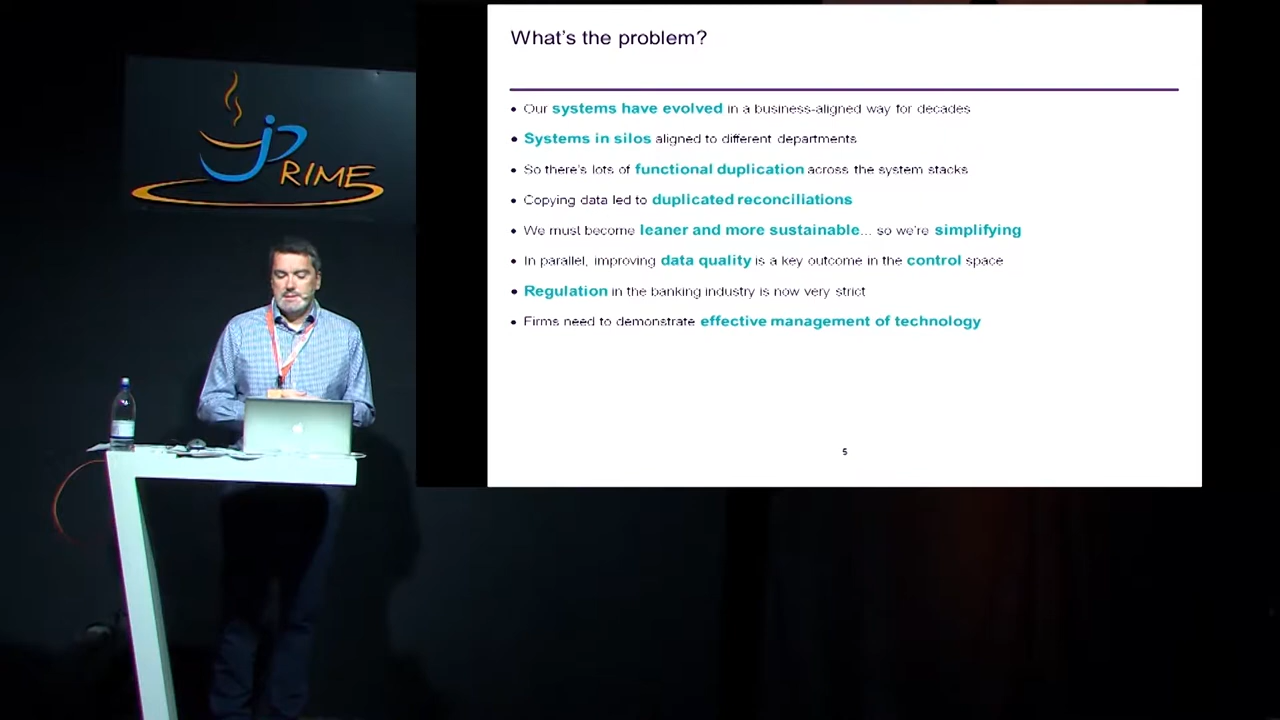 What's the problem?
• Our systems have evolved in a business-aligned way for decades
• Systems in silos aligned to different departments
• So there's lots of functional duplication across the system stacks
• Copying data led to duplicated reconciliations
• We must become leaner and more sustainable... so we're simplifying
• In parallel, improving data quality is a key outcome in the control space
• Regulation in the banking industry is now very strict
• Firms need to demonstrate effective management of technology
5
jPRIME